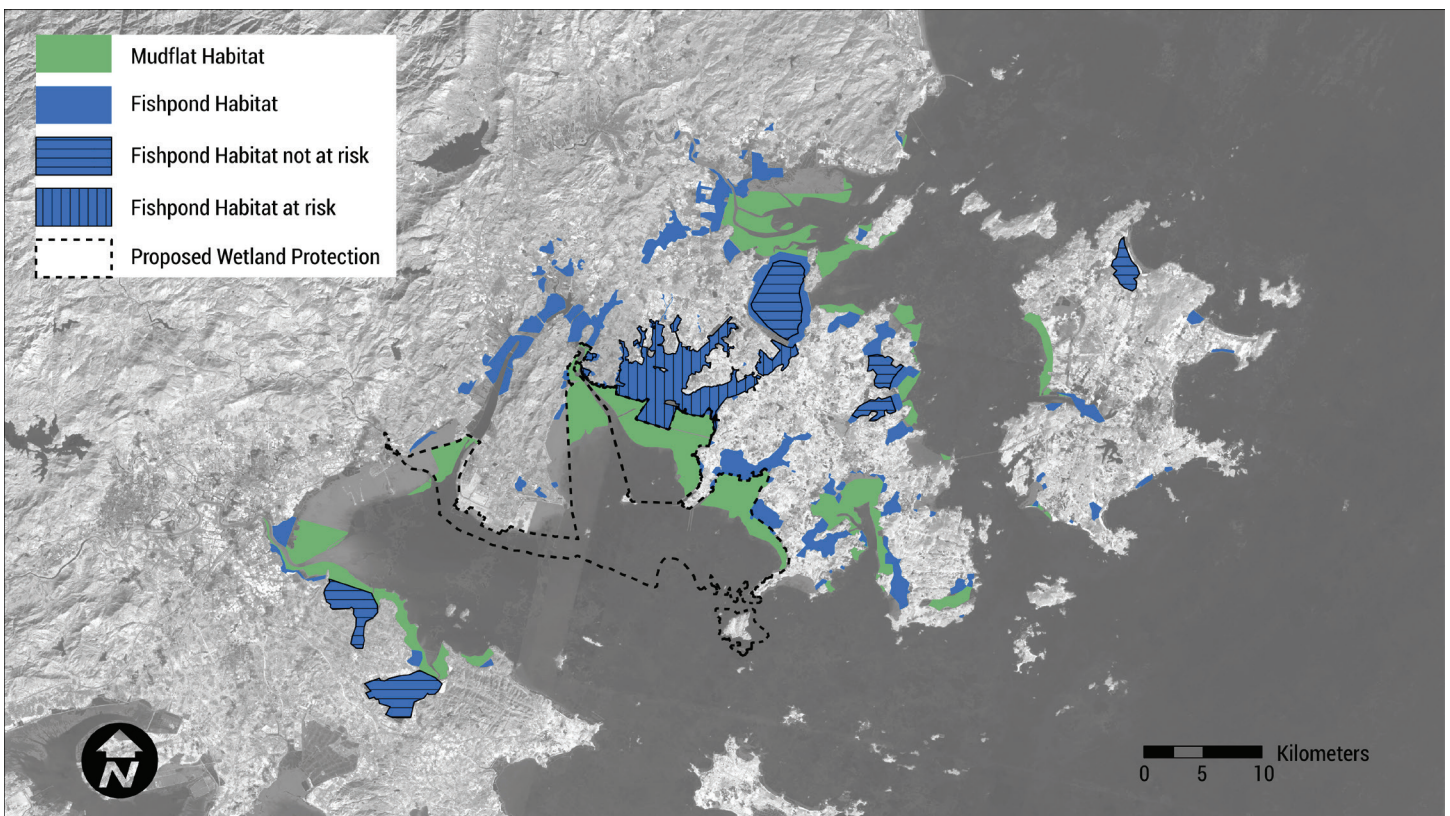 Mudflat Habitat
Fishpond Habitat
Fishpond Habitat not at risk
Fishpond Habitat at risk
Proposed Wetland Protection
N
Kilometers
0 5 10